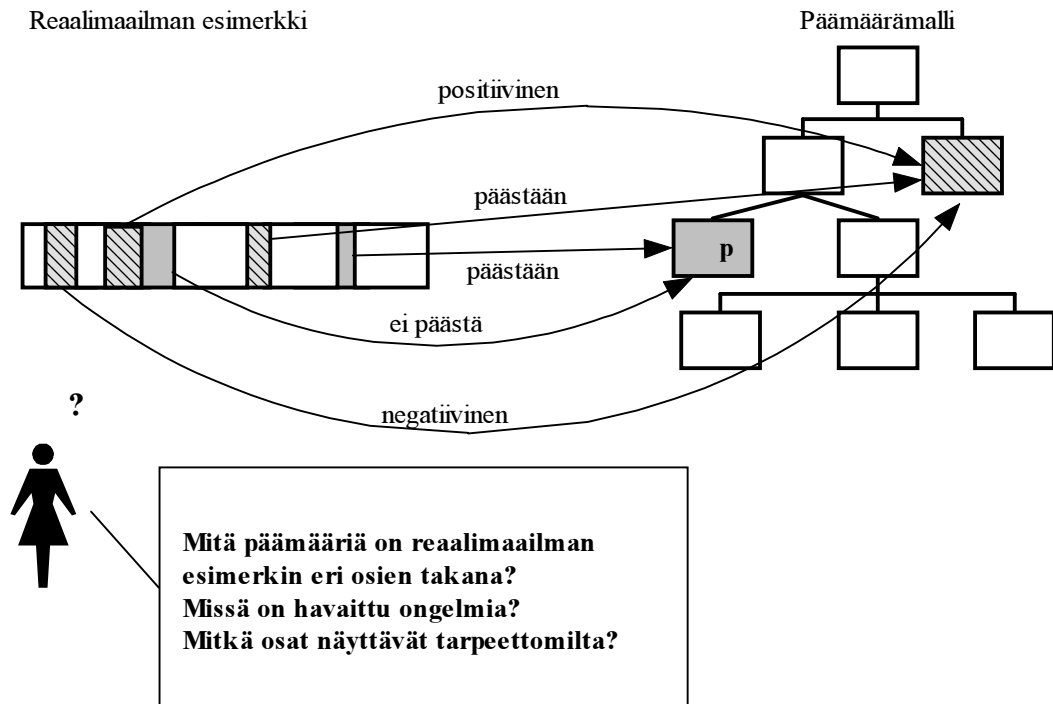 Reaalimaailman esimerkki
Päämäärämalli
positiivinen
päästään
p
päästään
ei päästä
negatiivinen
?
Mitä päämääriä on reaalimaailman
esimerkin eri osien takana?
Missä on havaittu ongelmia?
Mitkä osat näyttävät tarpeettomilta?